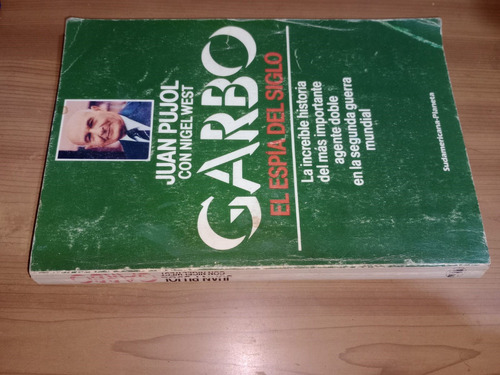 JUAN PUJOL
CON NIGEL WEST
GARBO
EL ESPÍA DEL SIGLO
La increíble historia
del más importante
agente doble
en la segunda guerra
mundial
Sudamericana-Planeta
JUAN PUJOL
CON NIGEL WEST
GARBO